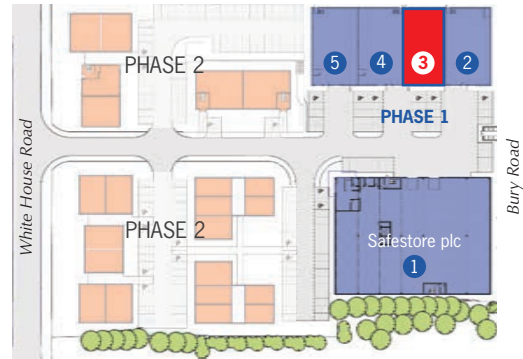 PHASE 2
5
4
3
2
PHASE 1
White House Road
Bury Road
PHASE 2
Safestore plc
1